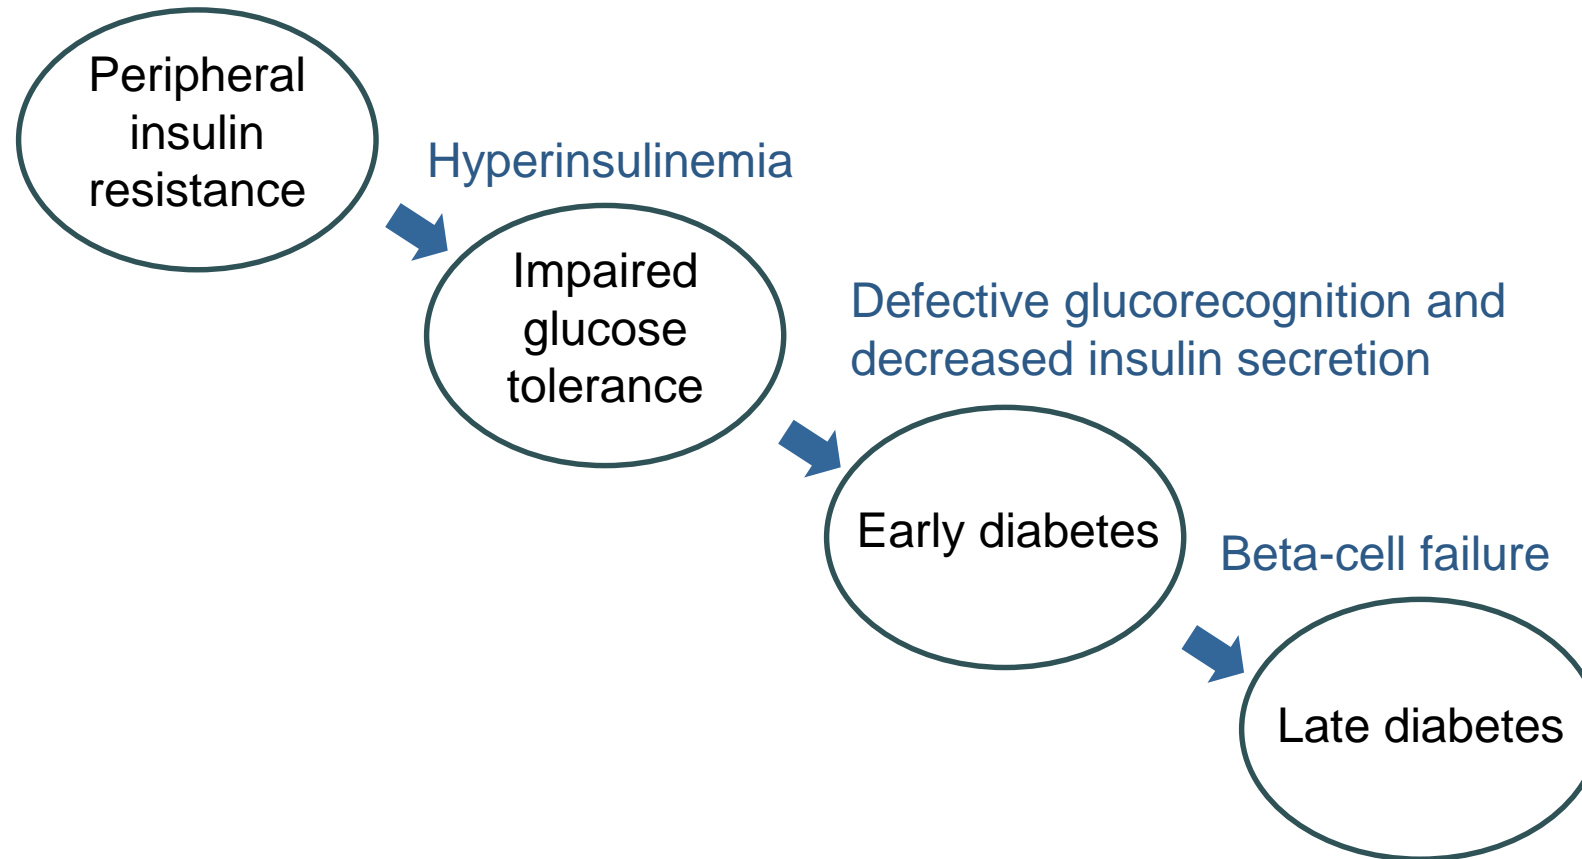 Peripheral
insulin
resistance
Hyperinsulinemia
Impaired
glucose
tolerance
Defective glucorecognition and
decreased insulin secretion
Early diabetes
Beta-cell failure
Late diabetes